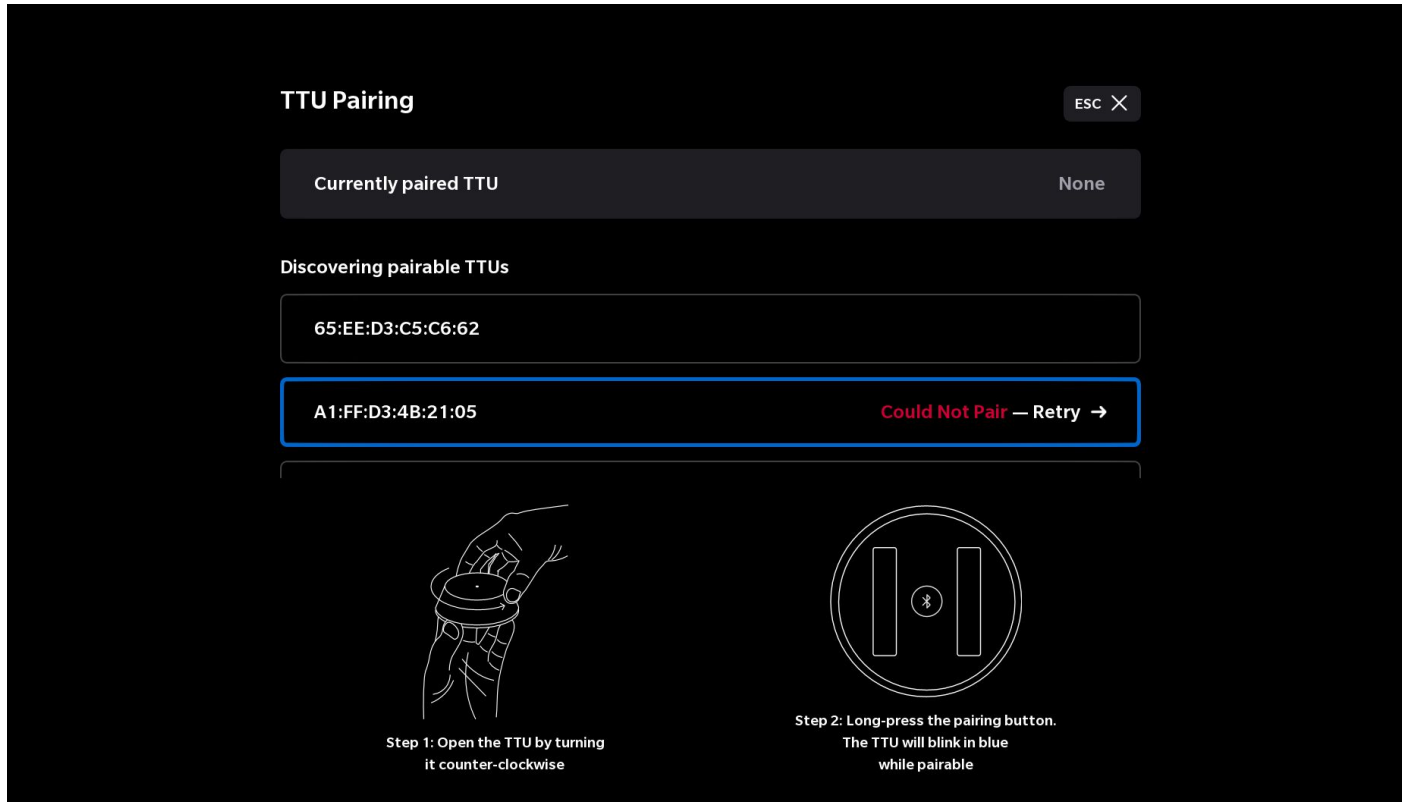 TTU Pairing
ESC
Currently paired TTU None
Discovering pairable TTUs
65:EE:D3:C5:C6:62
A1:FF:D3:4B:21:05 Could Not Pair — Retry →
Step 1: Open the TTU by turning
it counter-clockwise
Step 2: Long-press the pairing button.
The TTU will blink in blue
while pairable